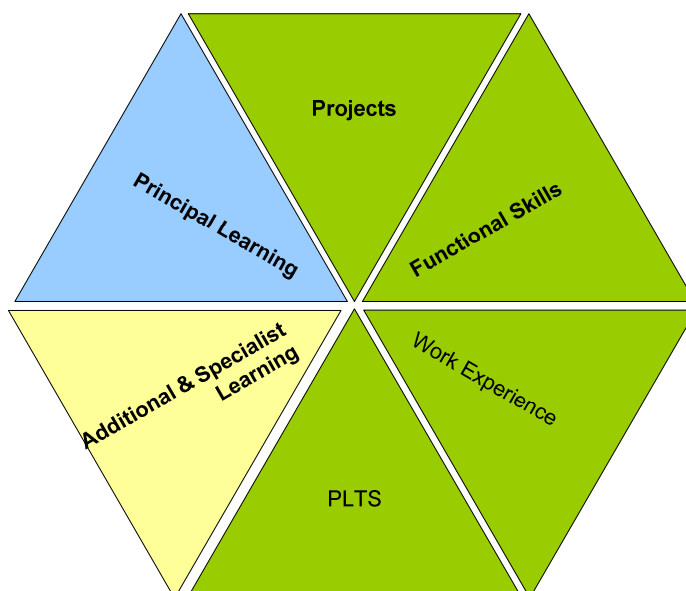 Projects
Principal Learning
Functional Skills
Additional & Specialist
Learning
Work Experience
PLTS